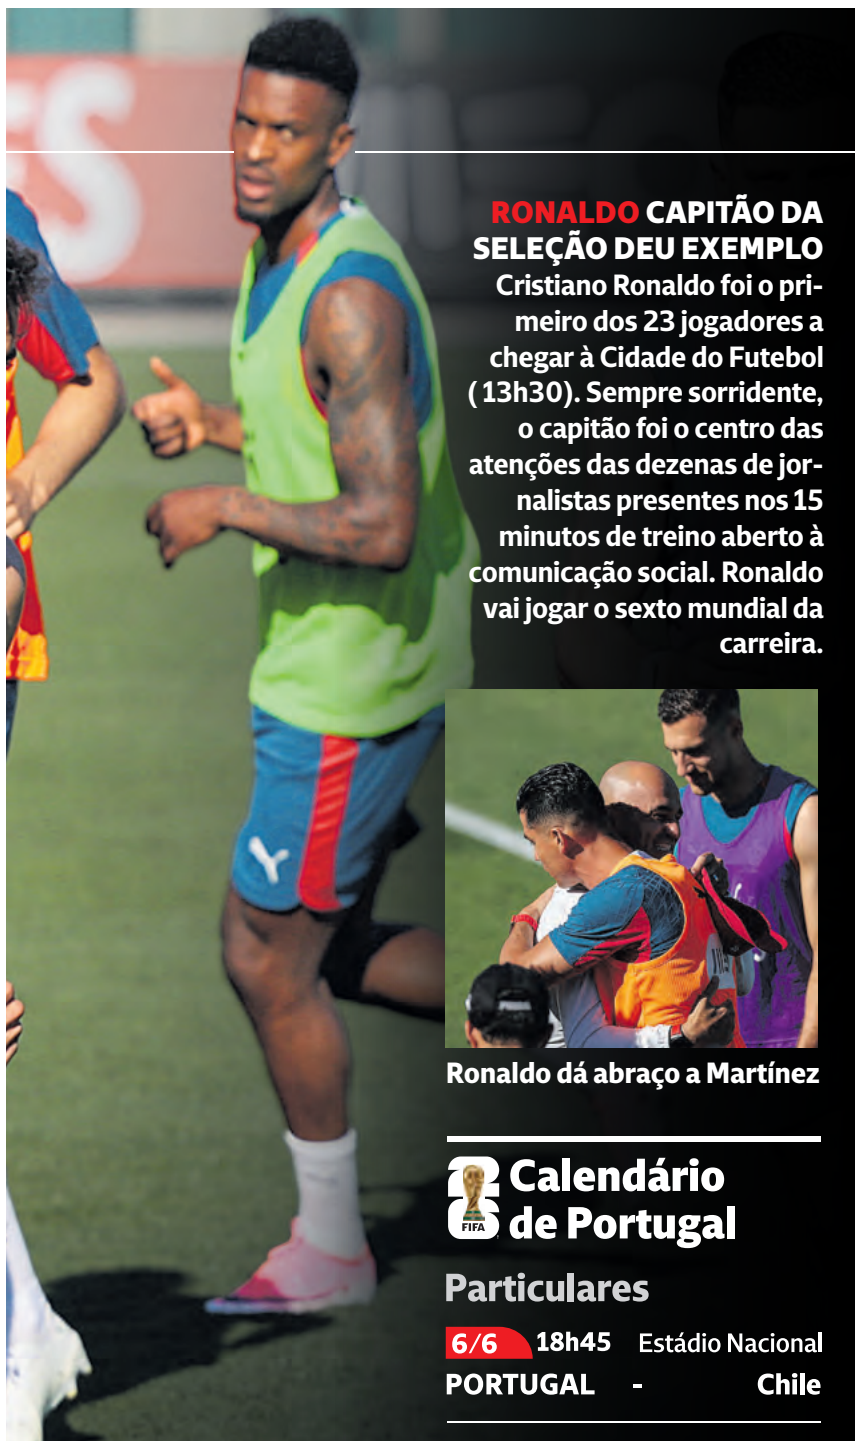 ES
RONALDO CAPITÃO DA
SELEÇÃO DEU EXEMPLO
Cristiano Ronaldo foi o pri-
meiro dos 23 jogadores a
chegar à Cidade do Futebol
(13h30). Sempre sorridente,
o capitão foi o centro das
atenções das dezenas de jor-
nalistas presentes nos 15
minutos de treino aberto à
comunicação social. Ronaldo
vai jogar o sexto mundial da
carreira.
Ronaldo dá abraço a Martínez
26
FIFA
Calendário
de Portugal
Particulares
6/6 18h45 Estádio Nacional
PORTUGAL - Chile